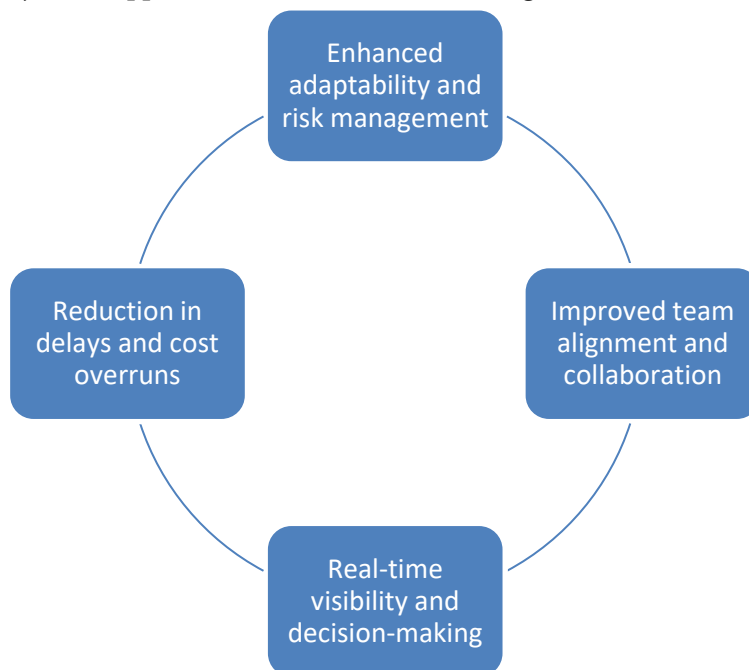 Enhanced
adaptability and
risk management
Reduction in
delays and cost
overruns
Improved team
alignment and
collaboration
Real-time
visibility and
decision-making